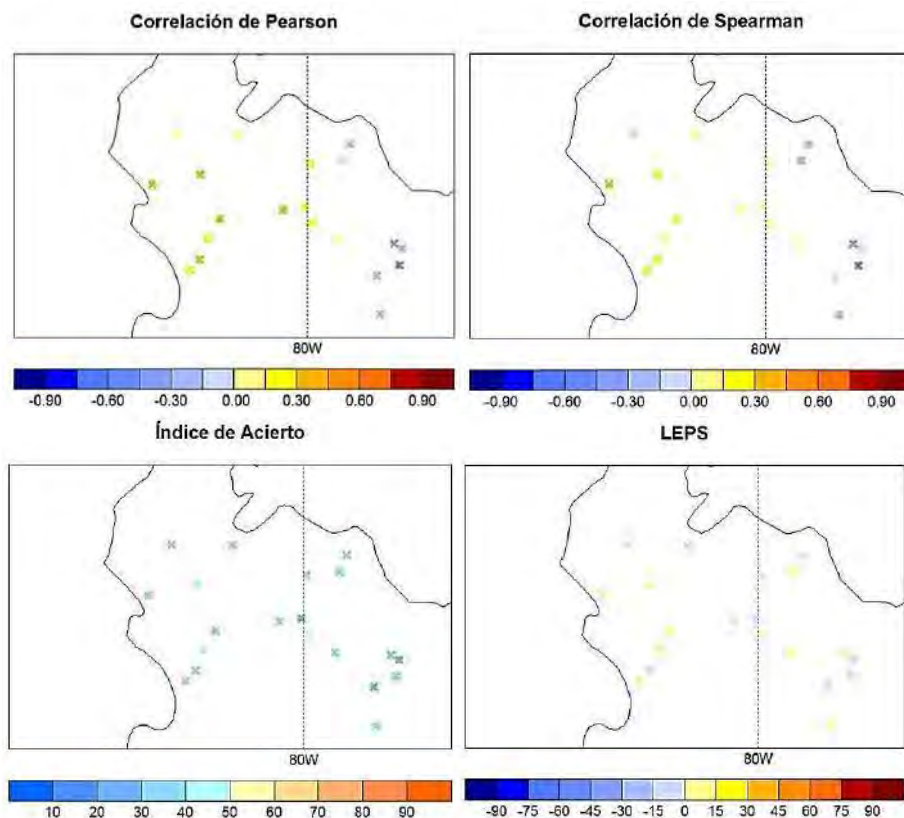 Correlación de Pearson
Correlación de Spearman
80W
80W
-0.90 -0.60 -0.30 0.00 0.30 0.60 0.90
-0.90 -0.60 -0.30 0.00 0.30 0.60 0.90
Índice de Acierto
LEPS
80W
80W
10 20 30 40 50 60 70 80 90
-90 -75 -60 -45 -30 -15 0 15 30 45 60 75 90